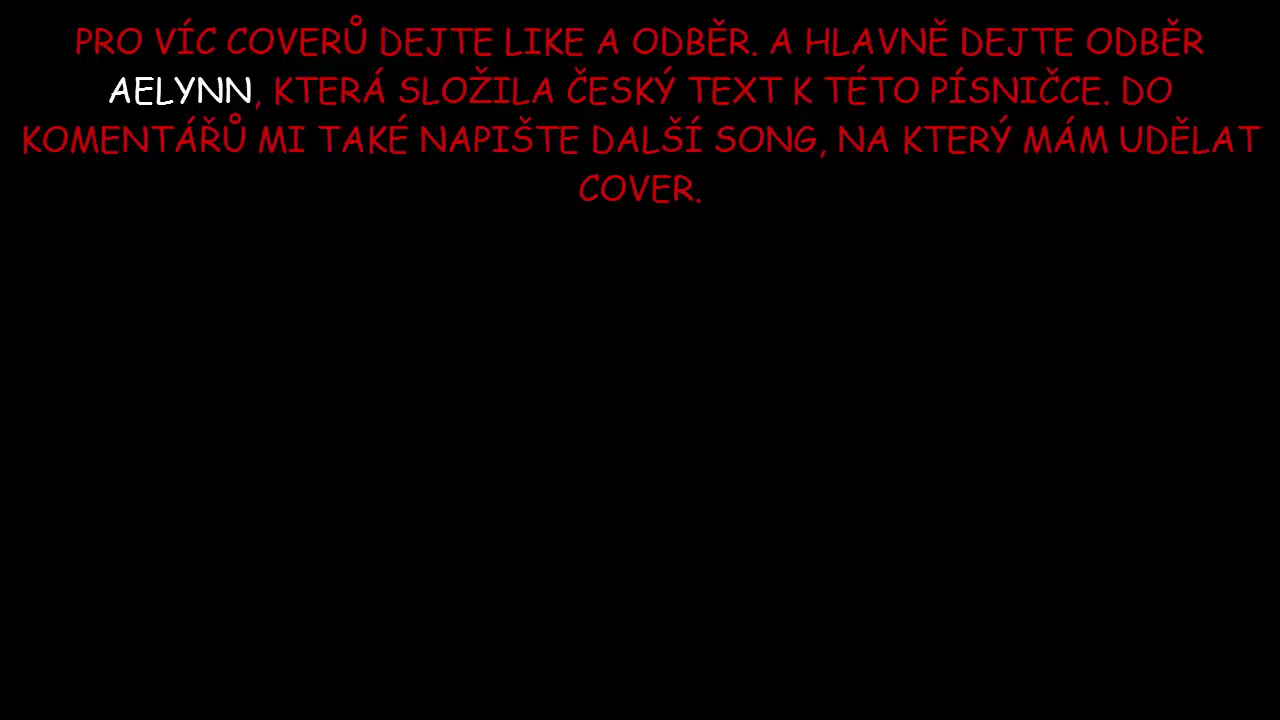 PRO VÍC COVERŮ DEJTE LIKE A ODBĚR. A HLAVNĚ DEJTE ODBĚR
AELYNN, KTERÁ SLOŽILA ČESKÝ TEXT K TÉTO PÍSNIČCE. DO
KOMENTÁŘŮ MI TAKÉ NAPIŠTE DALŠÍ SONG, NA KTERÝ MÁM UDĚLAT
COVER.